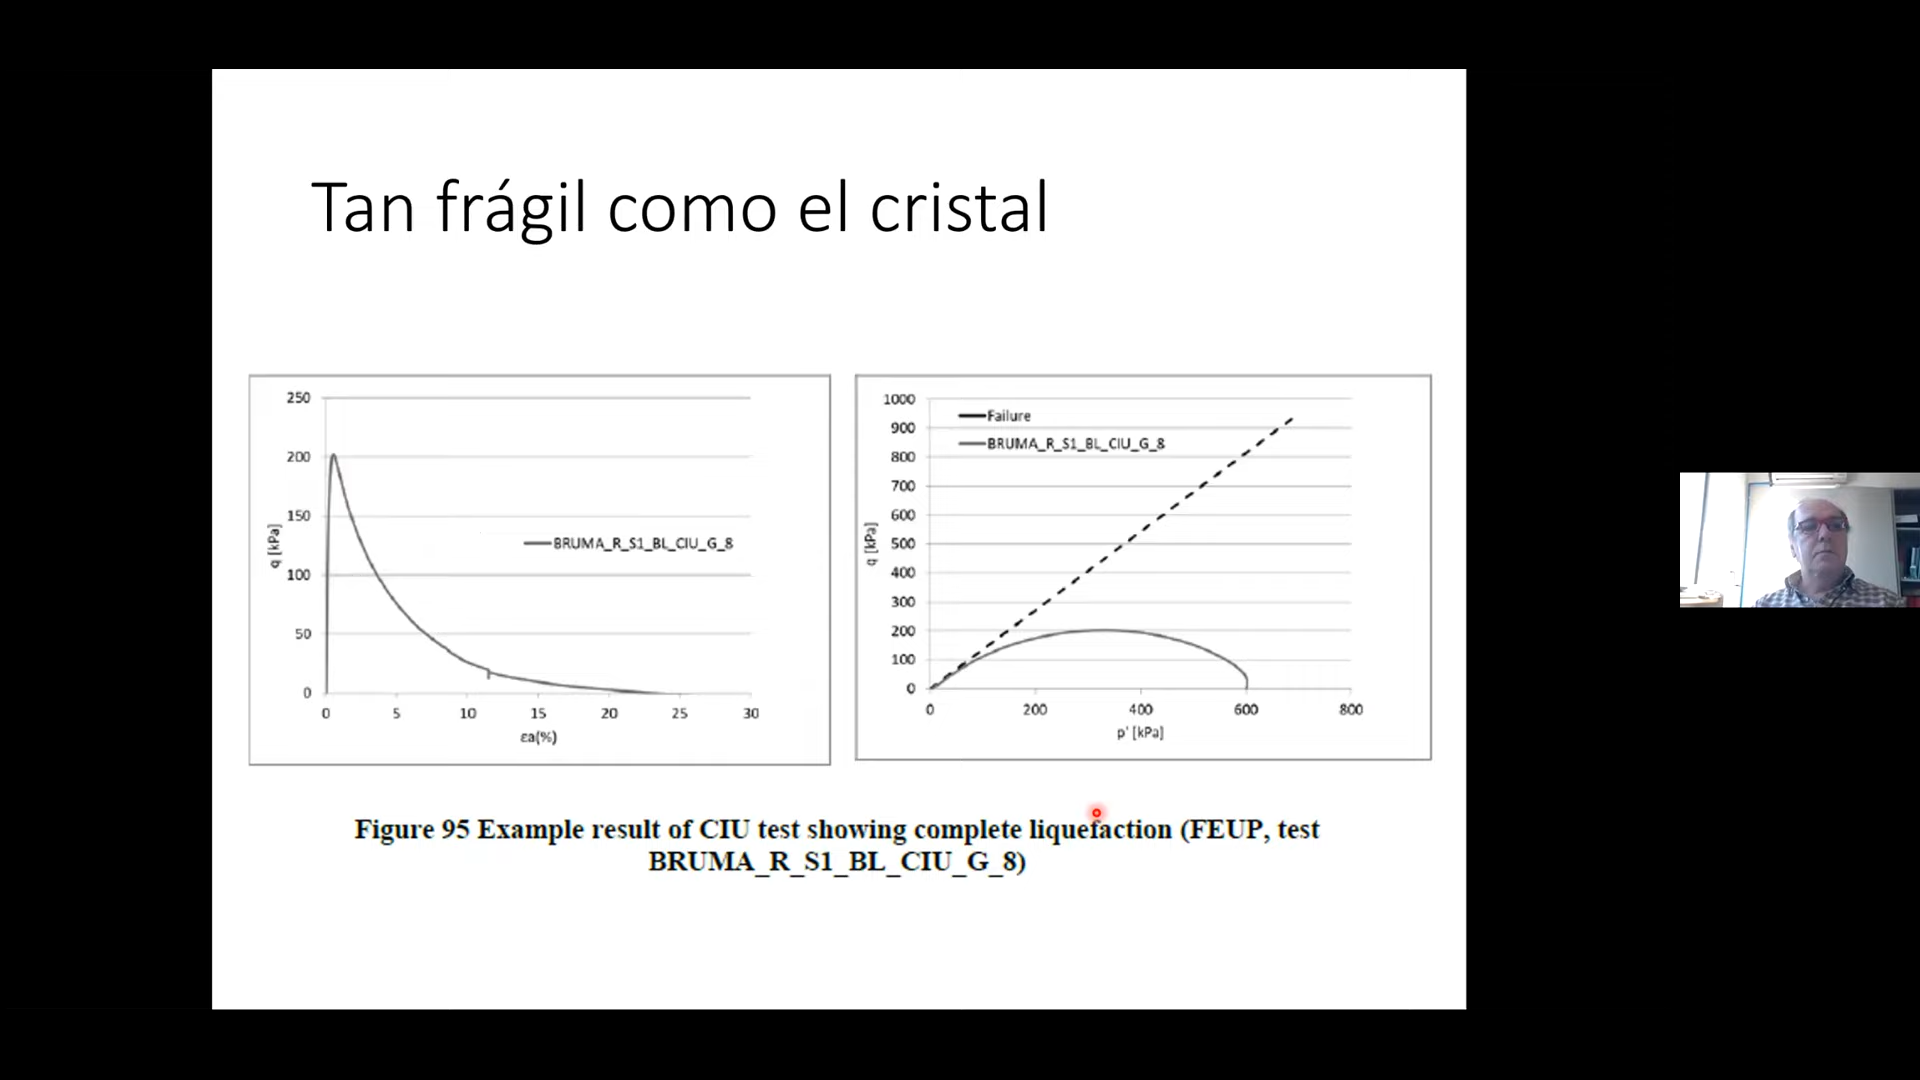 Tan frágil como el cristal
250
200
150
100
50
0
q [kPa]
BRUMA_R_S1_BL_CIU_G_8
0 5 10 15 20 25 30
εa(%)
1000
900
800
700
600
500
400
300
200
100
0
q [kPa]
Failure
BRUMA_R_S1_BL_CIU_G_8
0 200 400 600 800
p' [kPa]
Figure 95 Example result of CIU test showing complete liquefaction (FEUP, test
BRUMA_R_S1_BL_CIU_G_8)